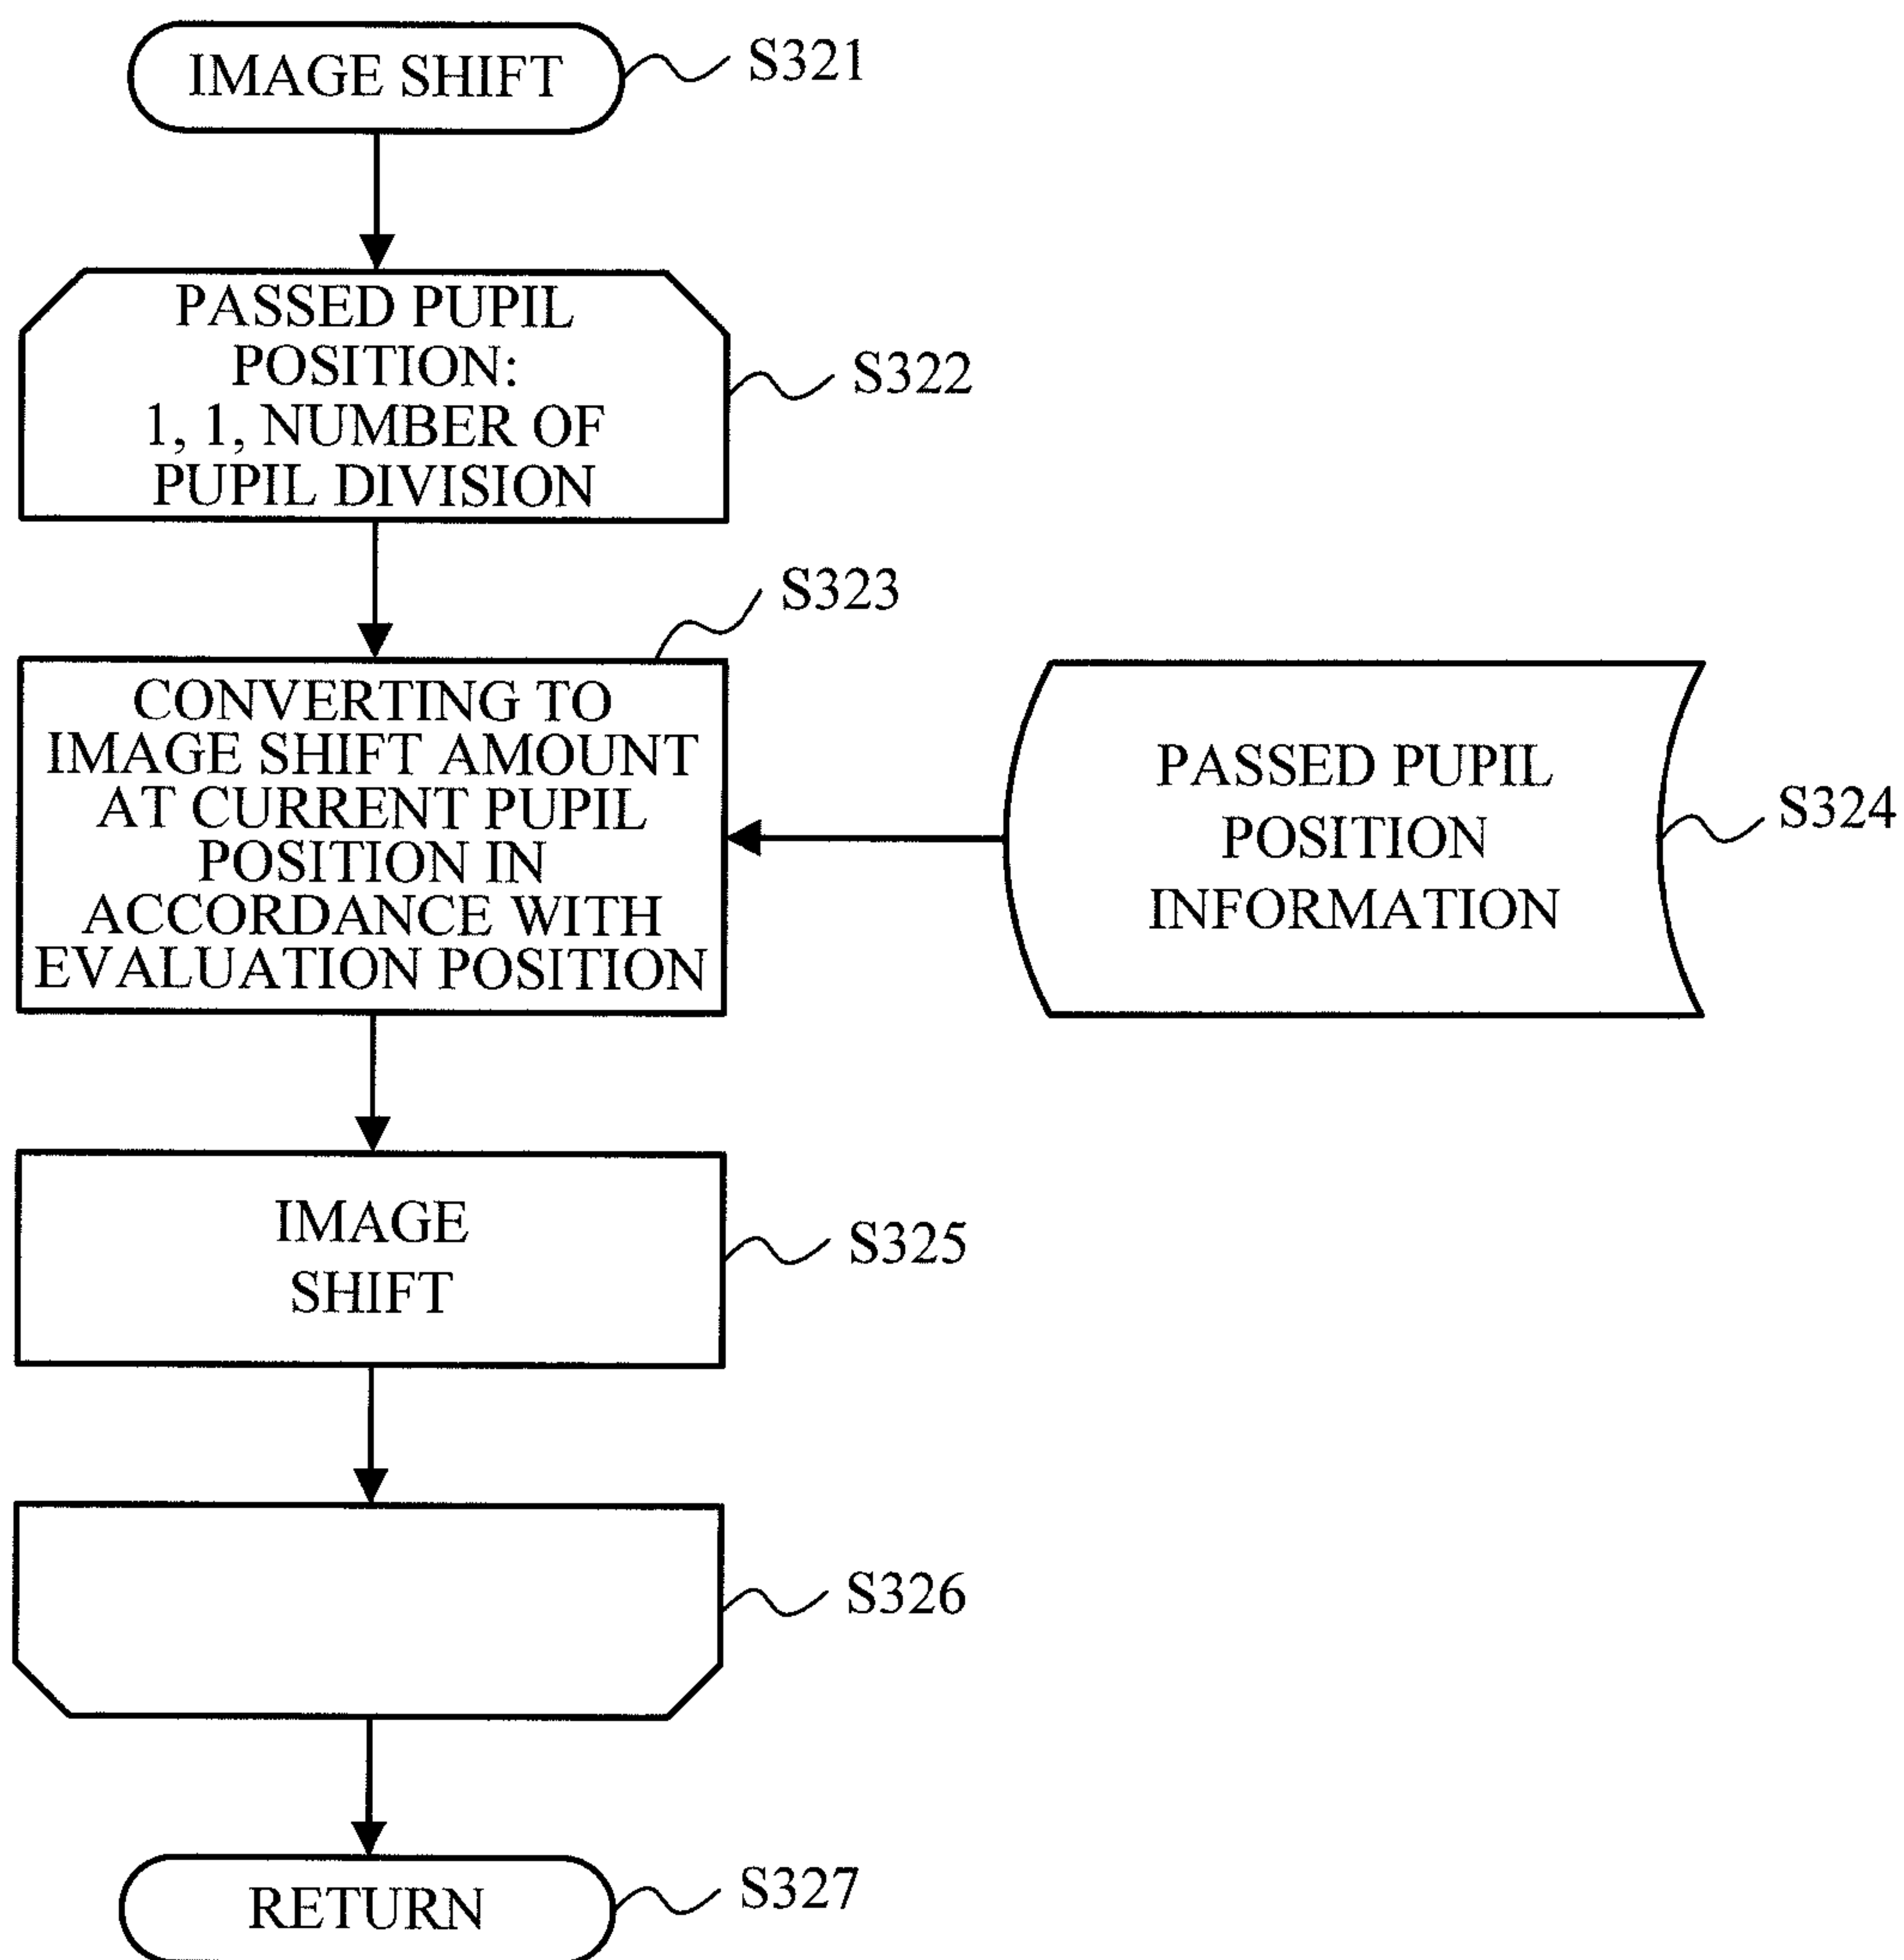 IMAGE SHIFT
S321
PASSED PUPIL
POSITION:
1, 1, NUMBER OF
PUPIL DIVISION
S322
S323
CONVERTING TO
IMAGE SHIFT AMOUNT
AT CURRENT PUPIL
POSITION IN
ACCORDANCE WITH
EVALUATION POSITION
PASSED PUPIL
POSITION
INFORMATION
S324
IMAGE
SHIFT
S325
S326
RETURN
S327